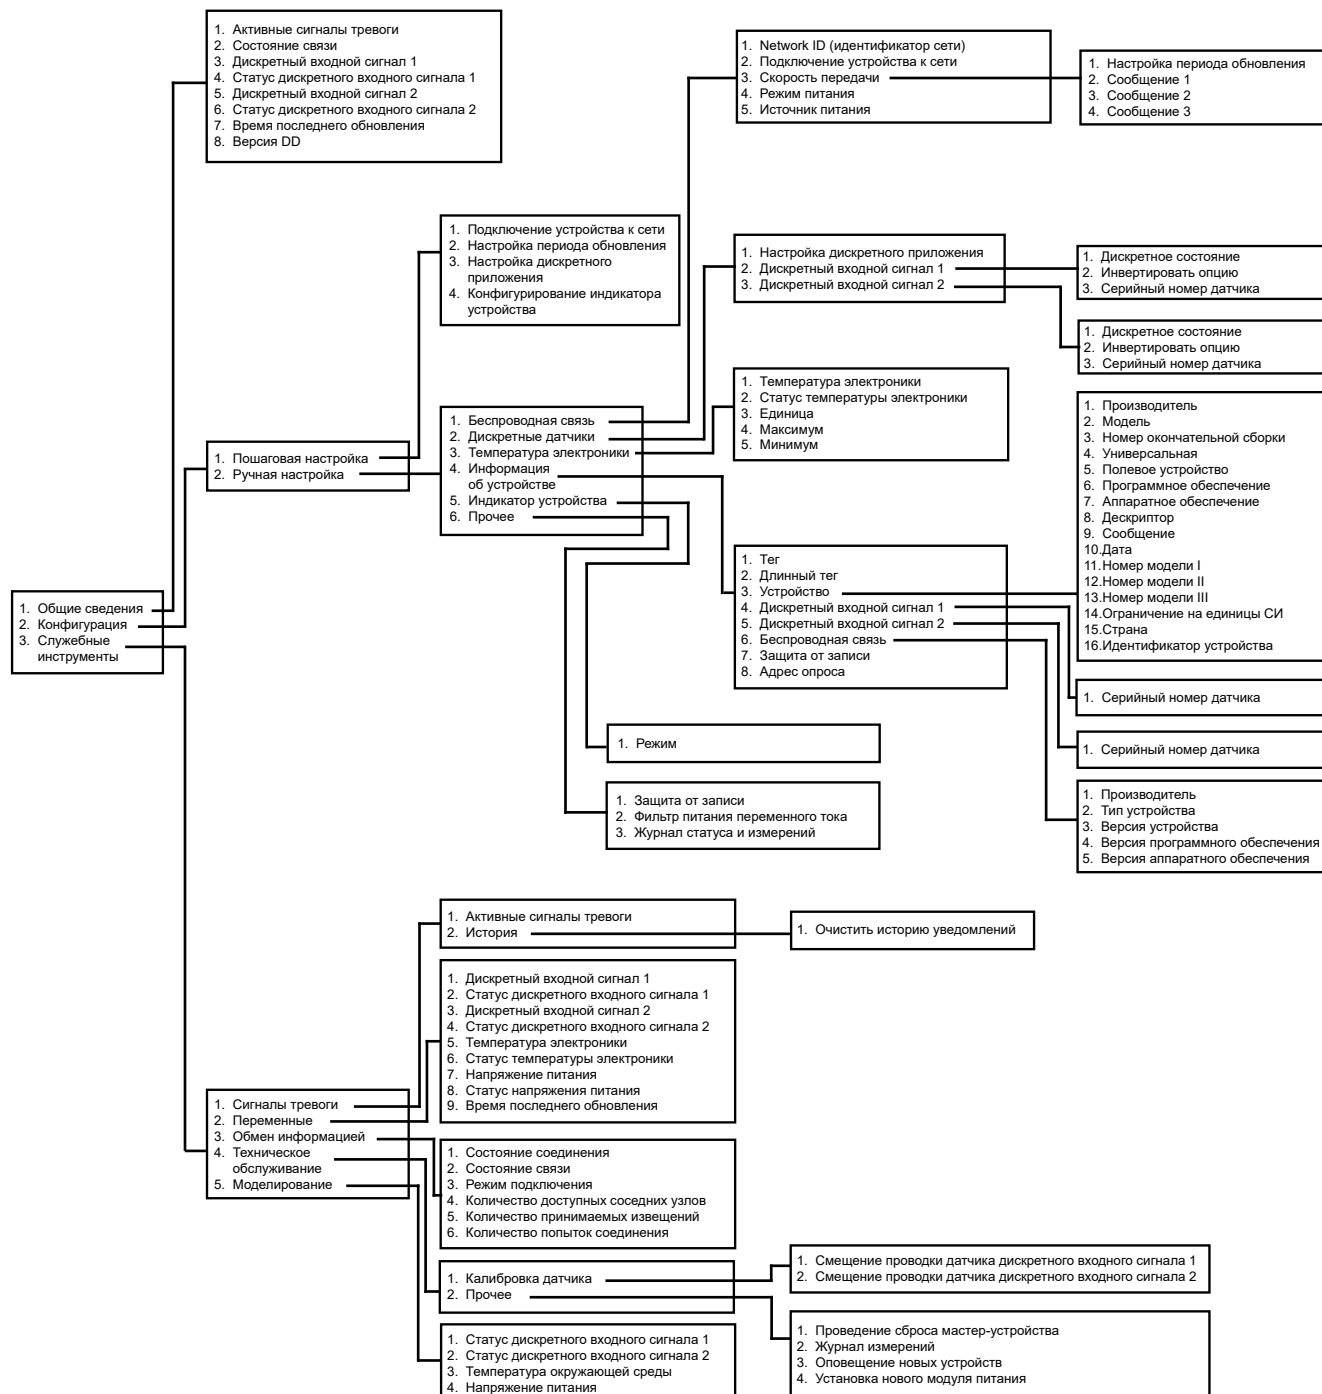 1. Активные сигналы тревоги
2. Состояние связи
3. Дискретный входной сигнал 1
4. Статус дискретного входного сигнала 1
5. Дискретный входной сигнал 2
6. Статус дискретного входного сигнала 2
7. Время последнего обновления
8. Версия DD
1. Network ID (идентификатор сети)
2. Подключение устройства к сети
3. Скорость передачи
4. Режим питания
5. Источник питания
1. Настройка периода обновления
2. Сообщение 1
3. Сообщение 2
4. Сообщение 3
1. Подключение устройства к сети
2. Настройка периода обновления
3. Настройка дискретного
приложения
4. Конфигурирование индикатора
устройства
1. Настройка дискретного приложения
2. Дискретный входной сигнал 1
3. Дискретный входной сигнал 2
1. Дискретное состояние
2. Инвертировать опцию
3. Серийный номер датчика
1. Дискретное состояние
2. Инвертировать опцию
3. Серийный номер датчика
1. Температура электроники
2. Статус температуры электроники
3. Единица
4. Максимум
5. Минимум
1. Пошаговая настройка
2. Ручная настройка
1. Беспроводная связь
2. Дискретные датчики
3. Температура электроники
4. Информация
об устройстве
5. Индикатор устройства
6. Прочее
1. Производитель
2. Модель
3. Номер окончательной сборки
4. Универсальная
5. Полевое устройство
6. Программное обеспечение
7. Аппаратное обеспечение
8. Дескриптор
9. Сообщение
10.Дата
11.Номер модели I
12.Номер модели II
13.Номер модели III
14.Ограничение на единицы СИ
15.Страна
16.Идентификатор устройства
1. Тег
2. Длинный тег
3. Устройство
4. Дискретный входной сигнал 1
5. Дискретный входной сигнал 2
6. Беспроводная связь
7. Защита от записи
8. Адрес опроса
1. Общие сведения
2. Конфигурация
3. Служебные
инструменты
1. Серийный номер датчика
1. Серийный номер датчика
1. Режим
1. Защита от записи
2. Фильтр питания переменного тока
3. Журнал статуса и измерений
1. Производитель
2. Тип устройства
3. Версия устройства
4. Версия программного обеспечения
5. Версия аппаратного обеспечения
1. Активные сигналы тревоги
2. История
1. Очистить историю уведомлений
1. Дискретный входной сигнал 1
2. Статус дискретного входного сигнала 1
3. Дискретный входной сигнал 2
4. Статус дискретного входного сигнала 2
5. Температура электроники
6. Статус температуры электроники
7. Напряжение питания
8. Статус напряжения питания
9. Время последнего обновления
1. Сигналы тревоги
2. Переменные
3. Обмен информацией
4. Техническое
обслуживание
5. Моделирование
1. Состояние соединения
2. Состояние связи
3. Режим подключения
4. Количество доступных соседних узлов
5. Количество принимаемых извещений
6. Количество попыток соединения
1. Калибровка датчика
2. Прочее
1. Смещение проводки датчика дискретного входного сигнала 1
2. Смещение проводки датчика дискретного входного сигнала 2
1. Статус дискретного входного сигнала 1
2. Статус дискретного входного сигнала 2
3. Температура окружающей среды
4. Напряжение питания
1. Проведение сброса мастер-устройства
2. Журнал измерений
3. Оповещение новых устройств
4. Установка нового модуля питания